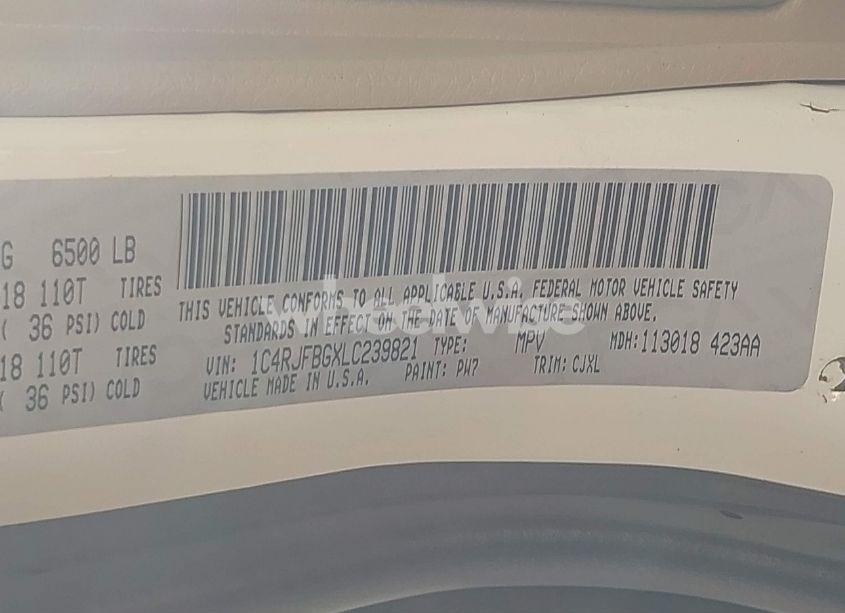 G 6500 LB
18 110T TIRES
( 36 PSI) COLD
18 110T TIRES
( 36 PSI) COLD
THIS VEHICLE CONFORMS TO ALL APPLICABLE U.S.A. FEDERAL MOTOR VEHICLE SAFETY
STANDARDS IN EFFECT ON THE DATE OF MANUFACTURE SHOWN ABOVE.
VIN: 1C4RJFBGXLC239821 TYPE: MPV MDH: 113018 423AA
VEHICLE MADE IN U.S.A. PAINT: PW7 TRIM: CJXL
wheelwise